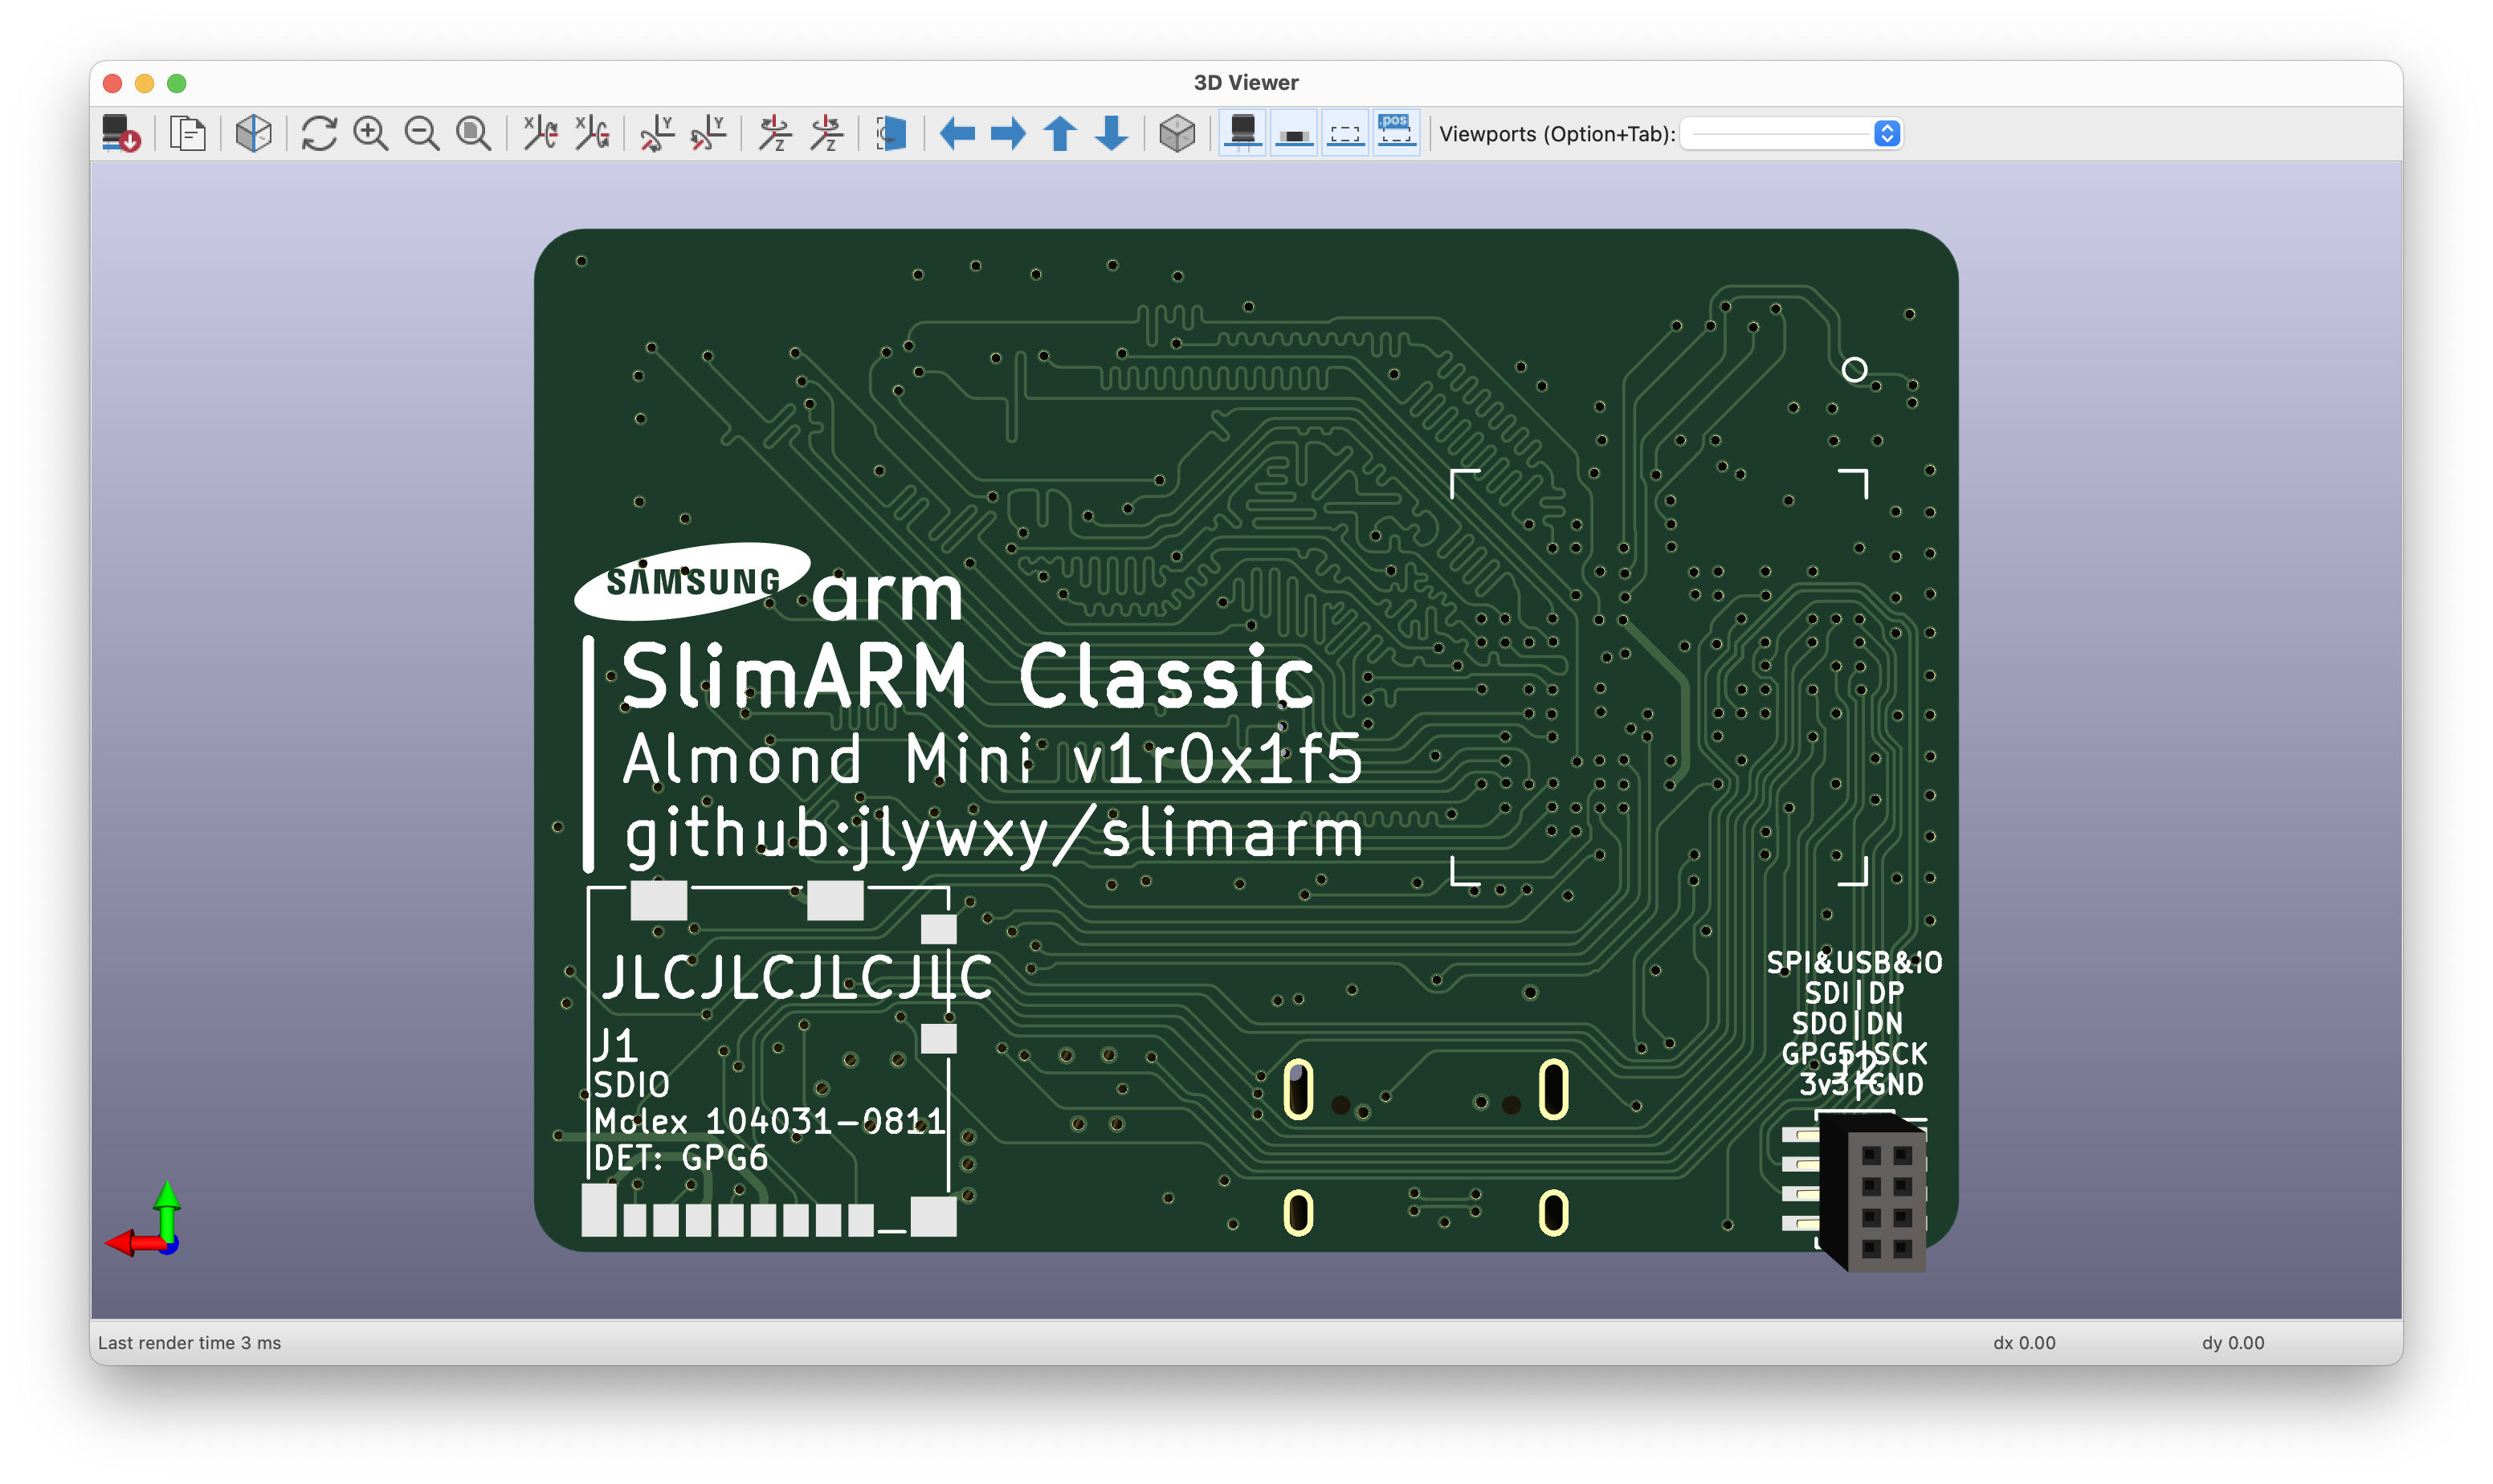 3D Viewer
X X Y Y Z Z .pos Viewports (Option+Tab):
SAMSUNG arm
SlimARM Classic
Almond Mini v1r0x1f5
github:jlywxy/slimarm
JLCJLCJLCJLC
J1
SDIO
Molex 104031-0811
DET: GPG6
SPI&USB&IO
SDI|DP
SDO|DN
GPG5|SCK
J2
3v3|GND
Last render time 3 ms
dx 0.00
dy 0.00